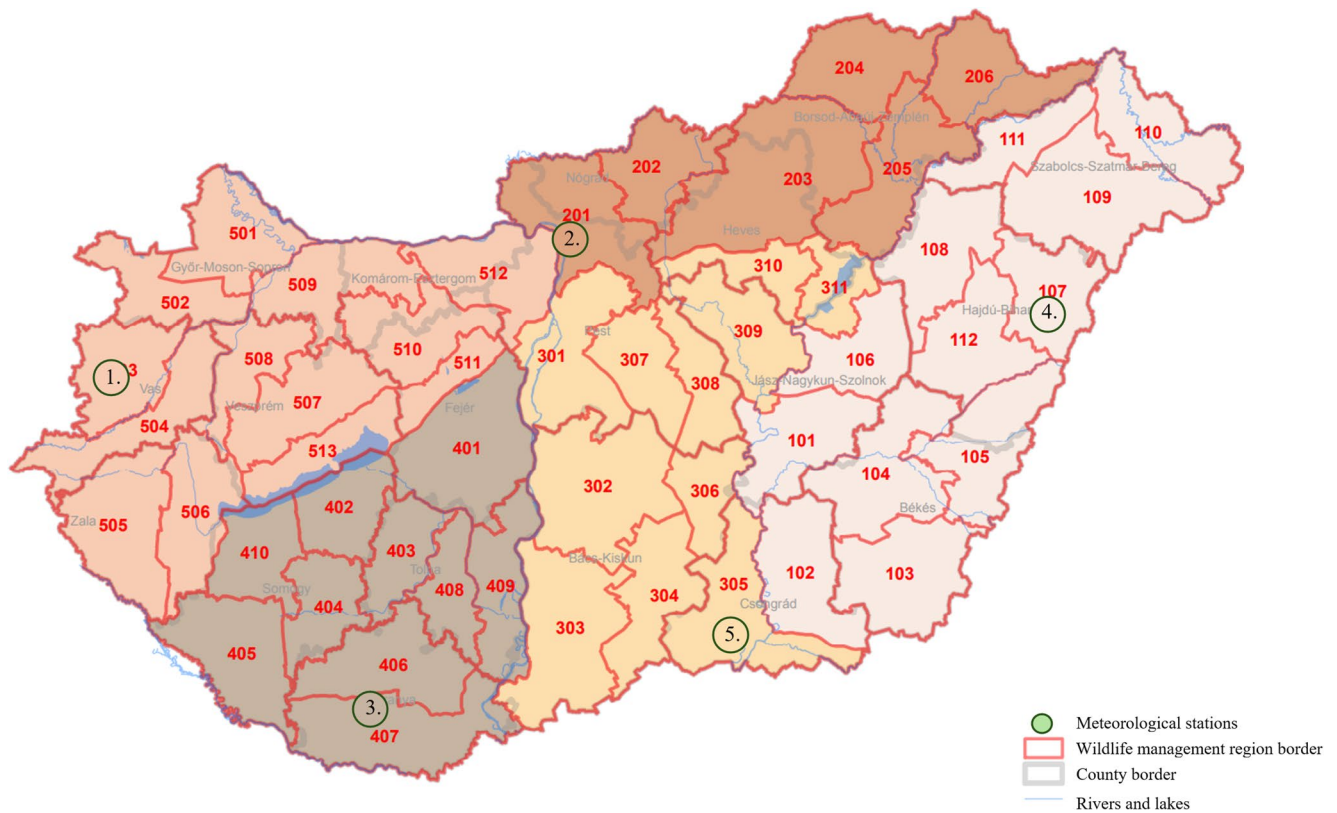 204
206
Borsod-Abaúj-Zemplén
111
110
202
Szabolcs-Szatmár-Bereg
203
205
Nógrád
109
201
501
Heves
2.
108
310
Győr-Moson-Sopron
Komárom-Esztergom
512
509
311
107
502
Hajdú-Bihar
4.
Pest
309
112
510
508
301
307
106
511
1.
3
308
Vas
Jász-Nagykun-Szolnok
507
Veszprém
Fejér
504
101
401
513
105
104
302
306
402
506
Zala
505
Békés
410
403
Bács-Kiskun
Tolna
102
103
305
Somogy
408
409
304
404
Csongrád
303
5.
405
406
3.
407
Meteorological stations
Wildlife management region border
County border
Rivers and lakes